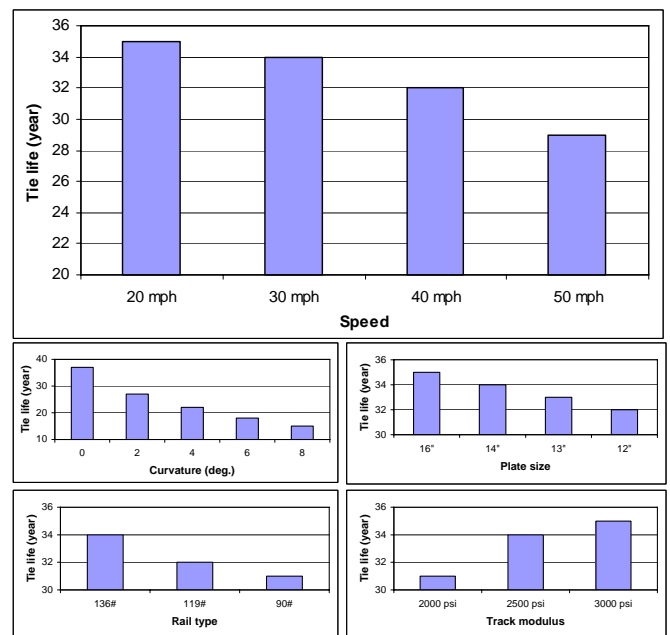 Tie life (year)
36
34
32
30
28
26
24
22
20
20 mph 30 mph 40 mph 50 mph
Speed
Tie life (year)
40
30
20
10
0 2 4 6 8
Curvature (deg.)
Tie life (year)
36
34
32
30
16" 14" 13" 12"
Plate size
Tie life (year)
36
34
32
30
136# 119# 90#
Rail type
Tie life (year)
36
34
32
30
2000 psi 2500 psi 3000 psi
Track modulus